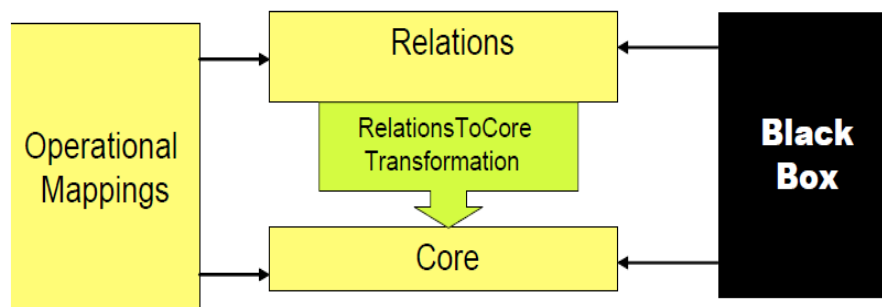 Relations
Operational
Mappings
RelationsToCore
Transformation
Black
Box
Core